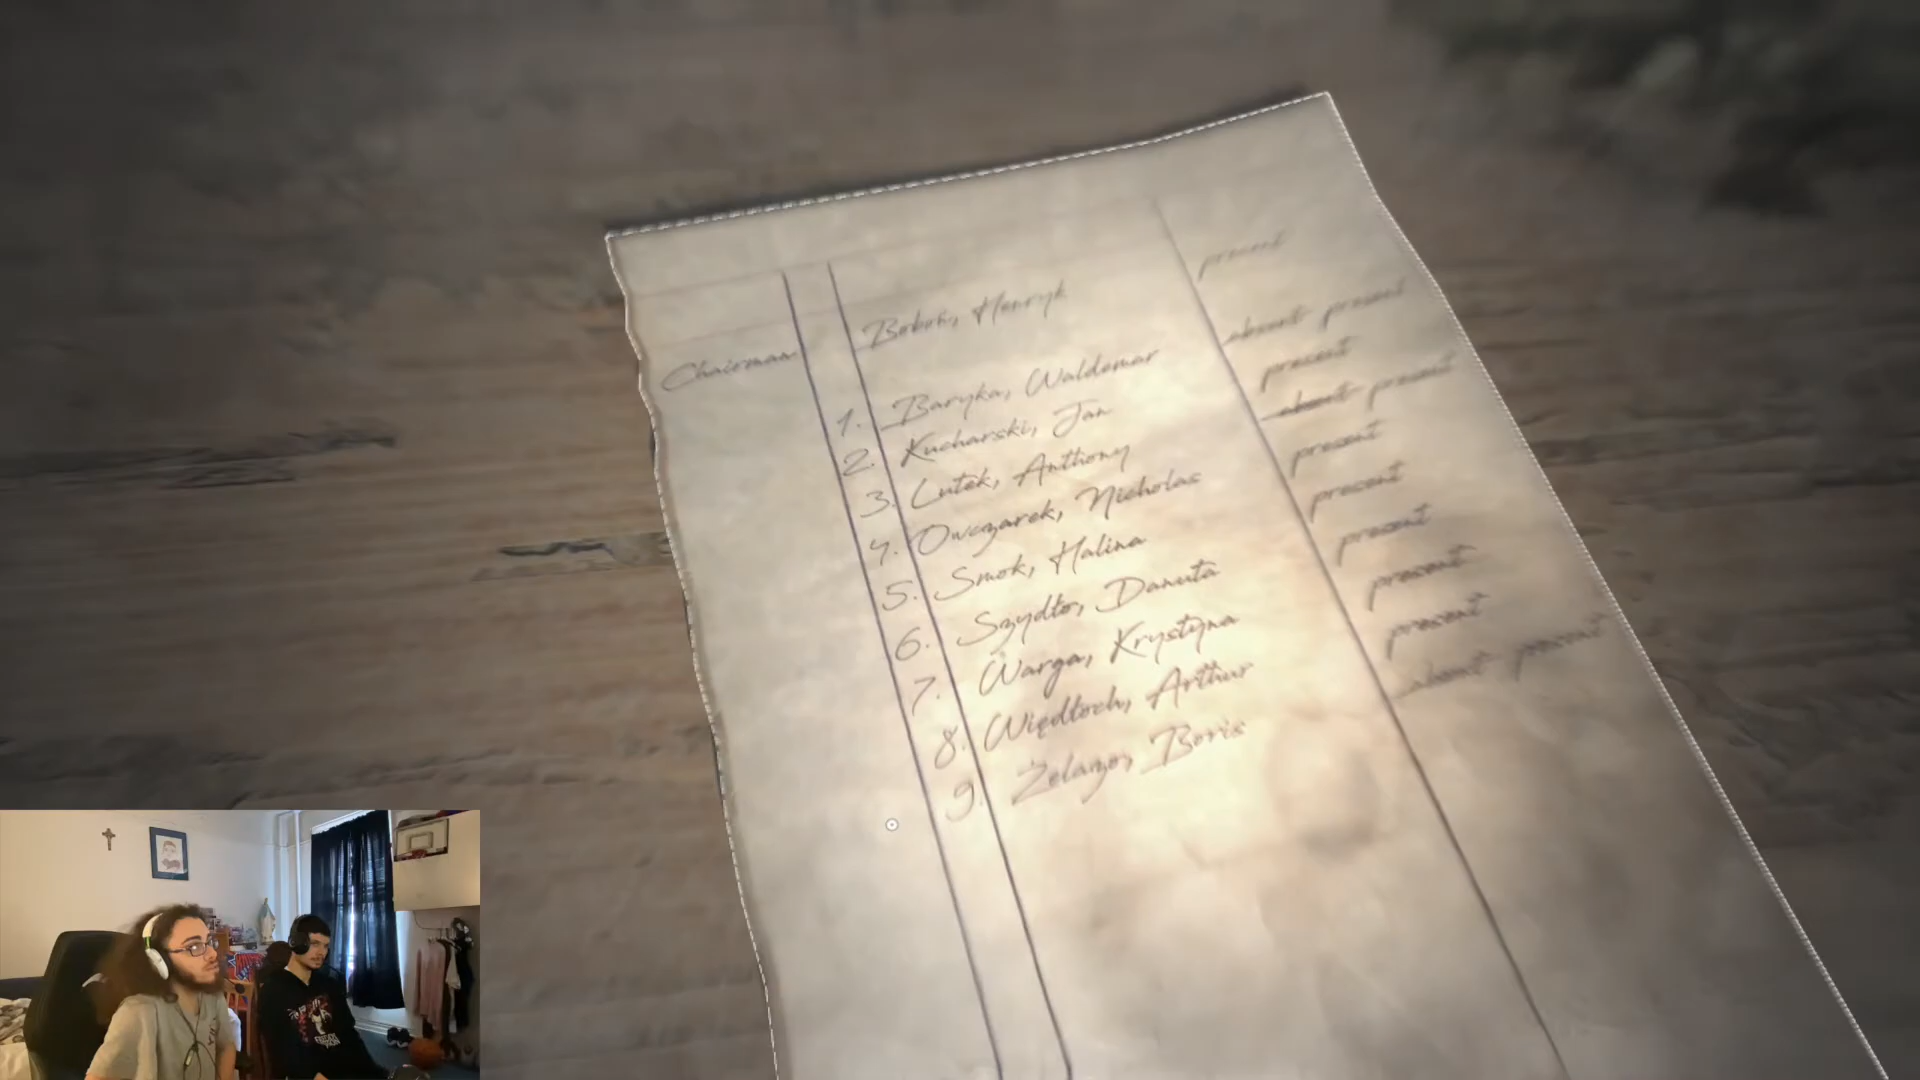 Chairman Boboń, Henryk present
1. Baryka, Waldemar absent present
2. Kucharski, Jan present
3. Lutek, Anthony absent present
4. Owczarek, Nicholas present
5. Smok, Halina present
6. Szydło, Danuta present
7. Warga, Krystyna present
8. Więdłoch, Arthur present
9. Żelazo, Boris absent present